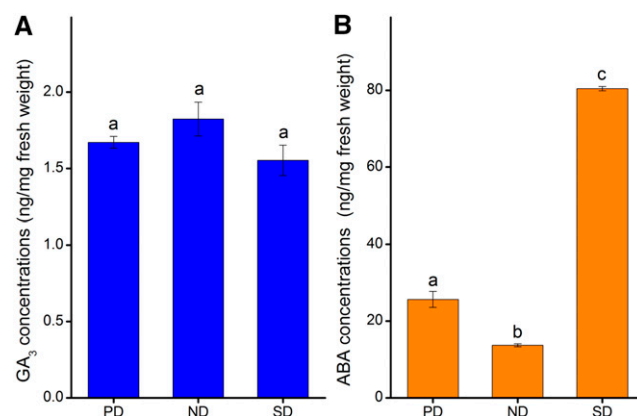 A
GA3 concentrations (ng/mg fresh weight)
2.0
1.5
1.0
0.5
0.0
a
a
a
PD
ND
SD
B
ABA concentrations (ng/mg fresh weight)
80
60
40
20
0
a
b
c
PD
ND
SD